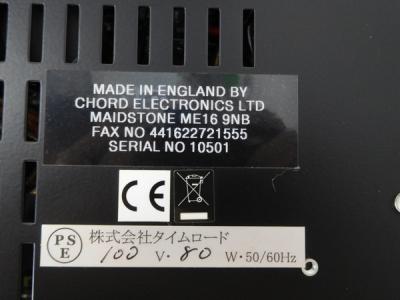 MADE IN ENGLAND BY
CHORD ELECTRONICS LTD
MAIDSTONE ME16 9NB
FAX NO 441622721555
SERIAL NO 10501
CE
PS
E
株式会社タイムロード
100 V・80 W・50/60Hz